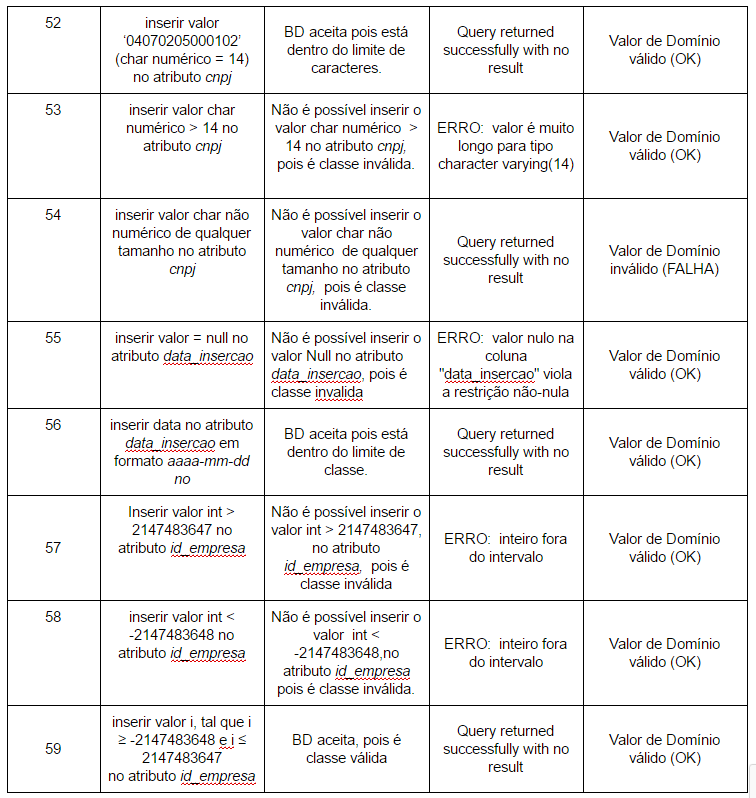 52
inserir valor
‘04070205000102’
(char numérico = 14)
no atributo cnpj
BD aceita pois está
dentro do limite de
caracteres.
Query returned
successfully with no
result
Valor de Domínio
válido (OK)
53
inserir valor char
numérico > 14 no
atributo cnpj
Não é possível inserir o
valor char numérico >
14 no atributo cnpj,
pois é classe inválida.
ERRO: valor é muito
longo para tipo
character varying(14)
Valor de Domínio
válido (OK)
54
inserir valor char não
numérico de qualquer
tamanho no atributo
cnpj
Não é possível inserir o
valor char não
numérico de qualquer
tamanho no atributo
cnpj, pois é classe
inválida.
Query returned
successfully with no
result
Valor de Domínio
inválido (FALHA)
55
inserir valor = null no
atributo data_insercao
Não é possível inserir o
valor Null no atributo
data_insercao, pois é
classe invalida
ERRO: valor nulo na
coluna
"data_insercao" viola
a restrição não-nula
Valor de Domínio
válido (OK)
56
inserir data no atributo
data_insercao em
formato aaaa-mm-dd
no
BD aceita pois está
dentro do limite de
classe.
Query returned
successfully with no
result
Valor de Domínio
válido (OK)
57
Inserir valor int >
2147483647 no
atributo id_empresa
Não é possível inserir o
valor int > 2147483647,
no atributo
id_empresa, pois é
classe inválida
ERRO: inteiro fora
do intervalo
Valor de Domínio
válido (OK)
58
inserir valor int <
-2147483648 no
atributo id_empresa
Não é possível inserir o
valor int <
-2147483648,no
atributo id_empresa
pois é classe inválida.
ERRO: inteiro fora
do intervalo
Valor de Domínio
válido (OK)
59
inserir valor i, tal que i
≥ -2147483648 e i ≤
2147483647
no atributo id_empresa
BD aceita, pois é
classe válida
Query returned
successfully with no
result
Valor de Domínio
válido (OK)